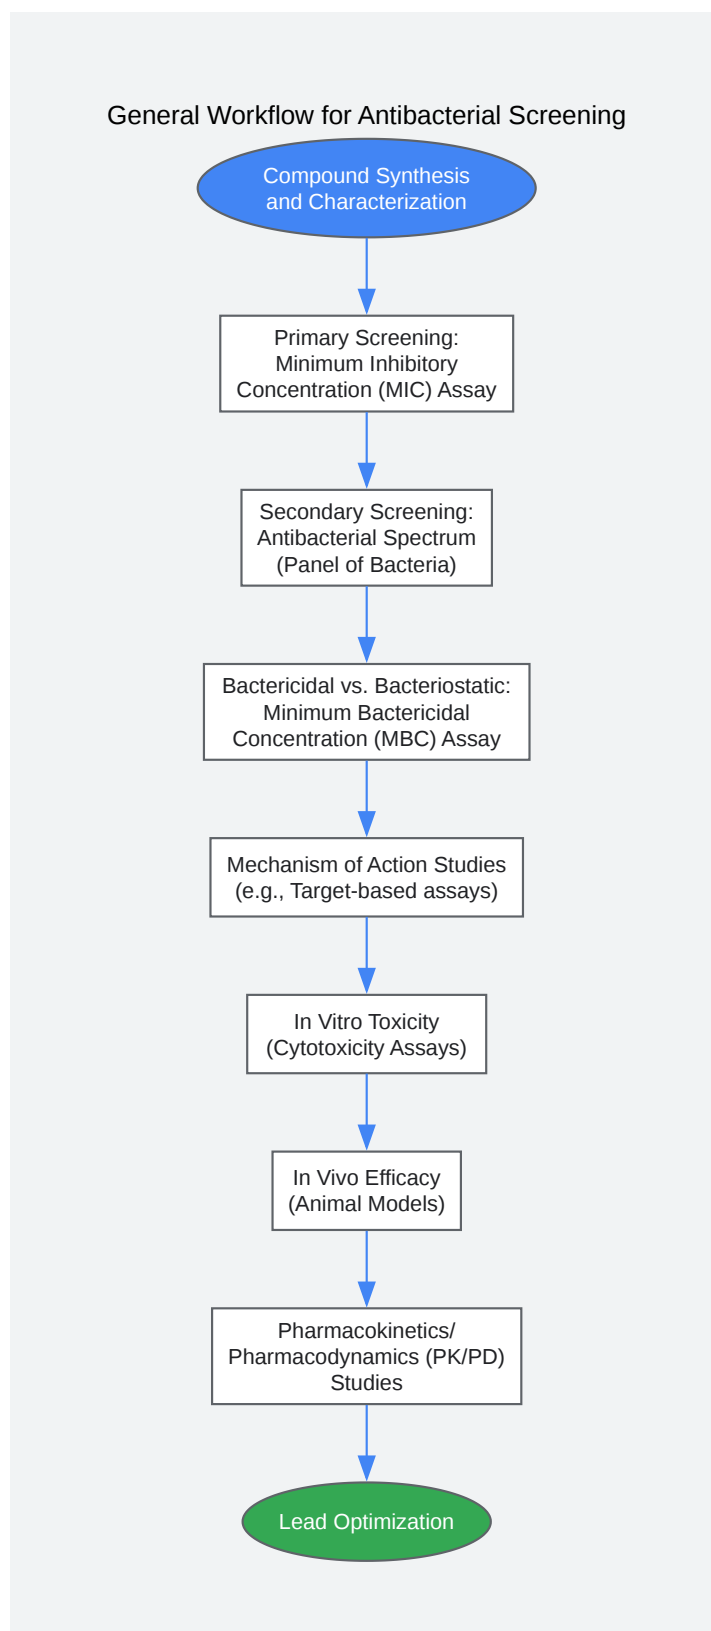 General Workflow for Antibacterial Screening
Compound Synthesis
and Characterization
Primary Screening:
Minimum Inhibitory
Concentration (MIC) Assay
Secondary Screening:
Antibacterial Spectrum
(Panel of Bacteria)
Bactericidal vs. Bacteriostatic:
Minimum Bactericidal
Concentration (MBC) Assay
Mechanism of Action Studies
(e.g., Target-based assays)
In Vitro Toxicity
(Cytotoxicity Assays)
In Vivo Efficacy
(Animal Models)
Pharmacokinetics/
Pharmacodynamics (PK/PD)
Studies
Lead Optimization